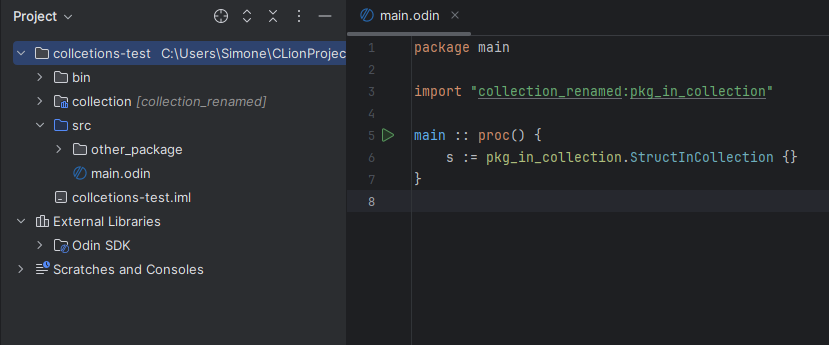 Project
collcetions-test C:\Users\Simone\CLionProjec
bin
collection [collection_renamed]
src
other_package
main.odin
collcetions-test.iml
External Libraries
Odin SDK
Scratches and Consoles
main.odin
1 package main
2
3 import "collection_renamed:pkg_in_collection"
4
5 main :: proc() {
6 s := pkg_in_collection.StructInCollection {}
7 }
8